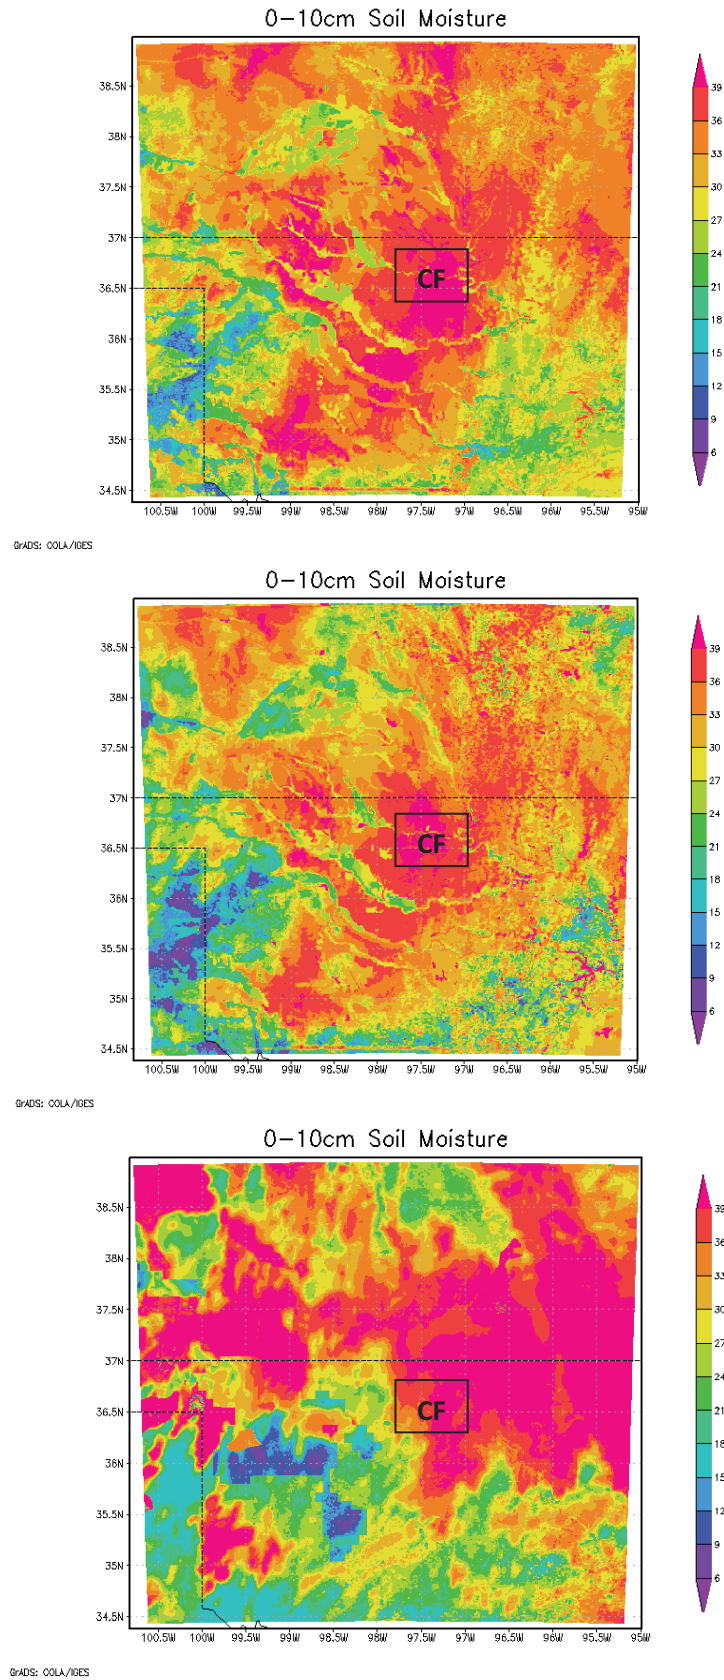 0-10cm Soil Moisture
38.5N
38N
37.5N
37N
36.5N
36N
35.5N
35N
34.5N
CF
39
36
33
30
27
24
21
18
15
12
9
6
100.5W 100W 99.5W 99W 98.5W 98W 97.5W 97W 96.5W 96W 95.5W 95W
GrADS: COLA/IGES
0-10cm Soil Moisture
38.5N
38N
37.5N
37N
36.5N
36N
35.5N
35N
34.5N
CF
39
36
33
30
27
24
21
18
15
12
9
6
100.5W 100W 99.5W 99W 98.5W 98W 97.5W 97W 96.5W 96W 95.5W 95W
GrADS: COLA/IGES
0-10cm Soil Moisture
38.5N
38N
37.5N
37N
36.5N
36N
35.5N
35N
34.5N
CF
39
36
33
30
27
24
21
18
15
12
9
6
100.5W 100W 99.5W 99W 98.5W 98W 97.5W 97W 96.5W 96W 95.5W 95W
GrADS: COLA/IGES